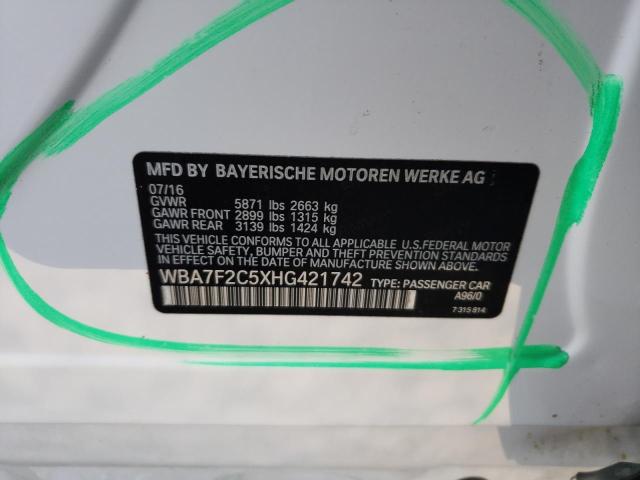 MFD BY BAYERISCHE MOTOREN WERKE AG
07/16
GVWR 5871 lbs 2663 kg
GAWR FRONT 2899 lbs 1315 kg
GAWR REAR 3139 lbs 1424 kg
THIS VEHICLE CONFORMS TO ALL APPLICABLE U.S.FEDERAL MOTOR
VEHICLE SAFETY, BUMPER AND THEFT PREVENTION STANDARDS
IN EFFECT ON THE DATE OF MANUFACTURE SHOWN ABOVE.
WBA7F2C5XHG421742 TYPE: PASSENGER CAR
A96/0
7 315 814